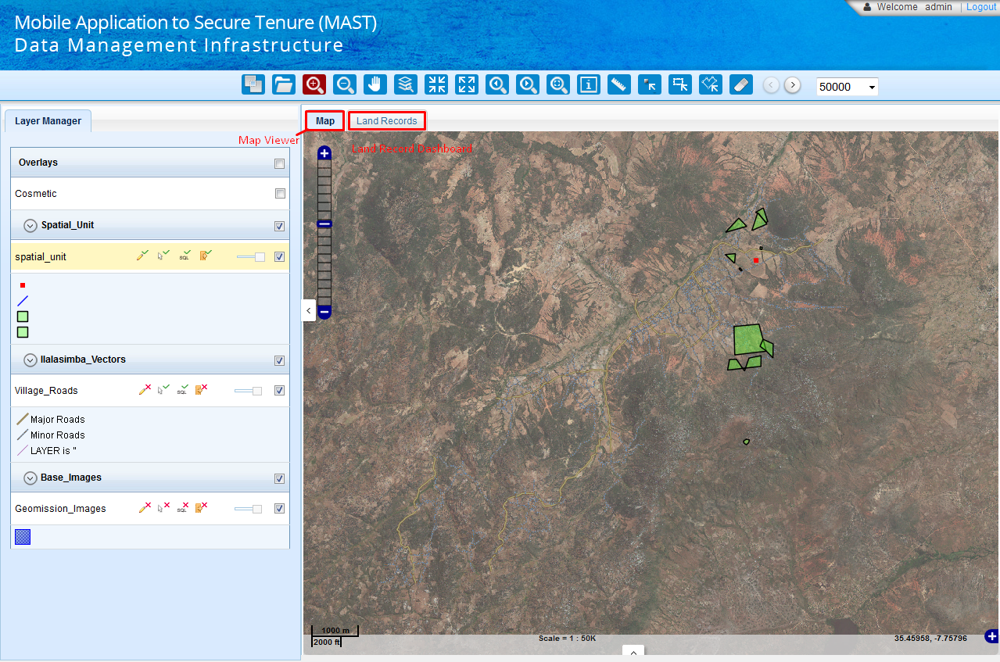 Welcome admin | Logout
Mobile Application to Secure Tenure (MAST)
Data Management Infrastructure
50000
Layer Manager
Map
Land Records
Map Viewer
Land Record Dashboard
Overlays
Cosmetic
Spatial_Unit
spatial_unit
SQL
Ilalasimba_Vectors
Village_Roads
SQL
Major Roads
Minor Roads
LAYER is "
Base_Images
Geomission_Images
SQL
1000 m
2000 ft
Scale = 1 : 50K
35.45958, -7.75796